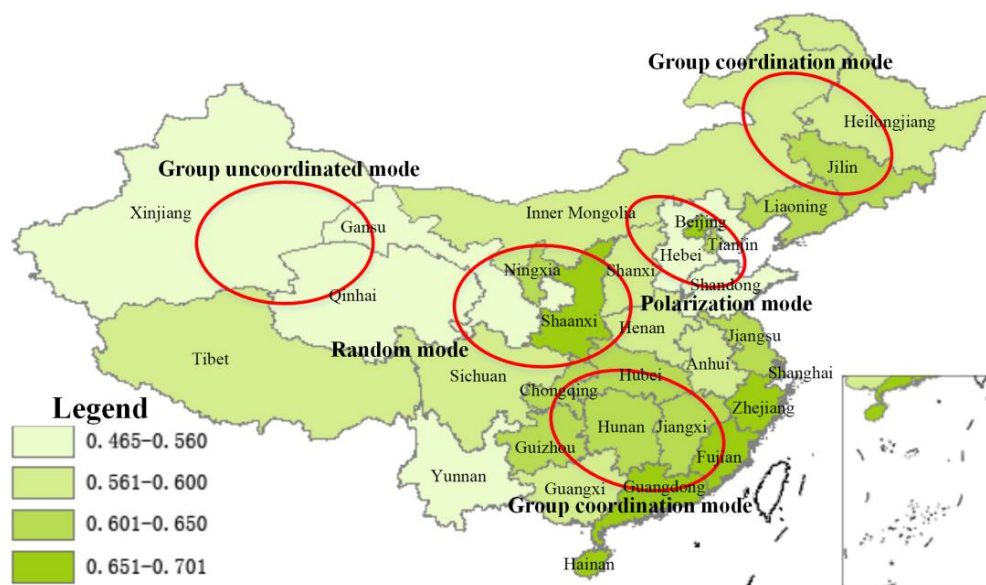 Group coordination mode
Heilongjiang
Jilin
Group uncoordinated mode
Xinjiang
Gansu
Inner Mongolia
Liaoning
Beijing
Tianjin
Hebei
Ningxia
Shanxi
Shandong
Qinhai
Polarization mode
Shaanxi
Henan
Random mode
Jiangsu
Tibet
Sichuan
Anhui
Shanghai
Hubei
Chongqing
Zhejiang
Legend
Hunan
Jiangxi
0.465-0.560
Guizhou
Fujian
0.561-0.600
Yunnan
Guangxi
Guangdong
Group coordination mode
0.601-0.650
0.651-0.701
Hainan